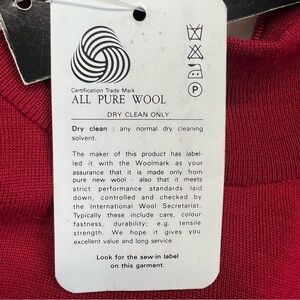 Certification Trade Mark
ALL PURE WOOL
DRY CLEAN ONLY
Dry clean : any normal dry cleaning
solvent.
The maker of this product has label-
led it with the Woolmark as your
assurance that it is made only from
pure new wool - also that it meets
strict performance standards laid
down, controlled and checked by
the International Wool Secretariat.
Typically these include care, colour
fastness, durability; e.g. tensile
strength. We hope it gives you
excellent value and long service.
Look for the sew-in label
on this garment.
P